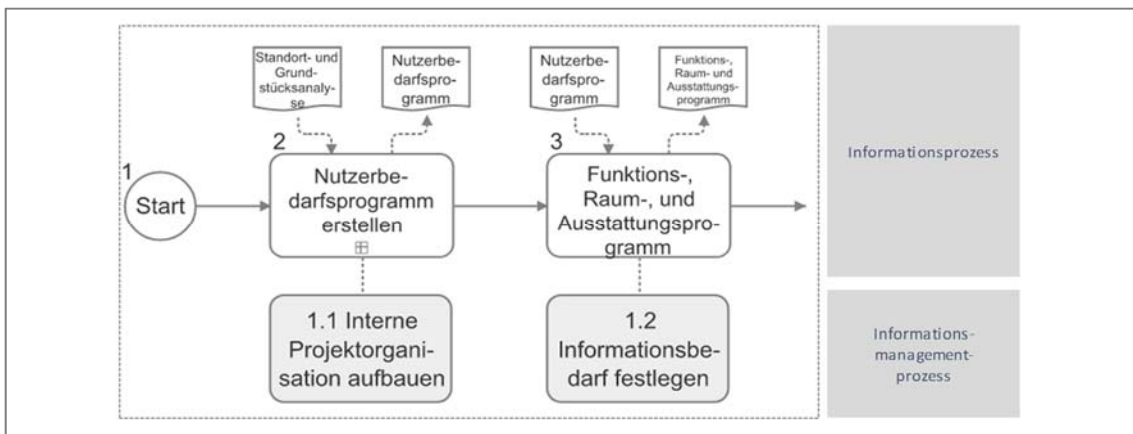 Standort- und
Grund-
stücksanaly-
se
Nutzerbe-
darfspro-
gramm
Nutzerbe-
darfspro-
gramm
Funktions-,
Raum- und
Ausstattungs-
programm
1
Start
2
Nutzerbe-
darfsprogramm
erstellen
3
Funktions-,
Raum-, und
Ausstattungspro-
gramm
Informationsprozess
1.1 Interne
Projektorgani-
sation aufbauen
1.2
Informationsbe-
darf festlegen
Informations-
management-
prozess